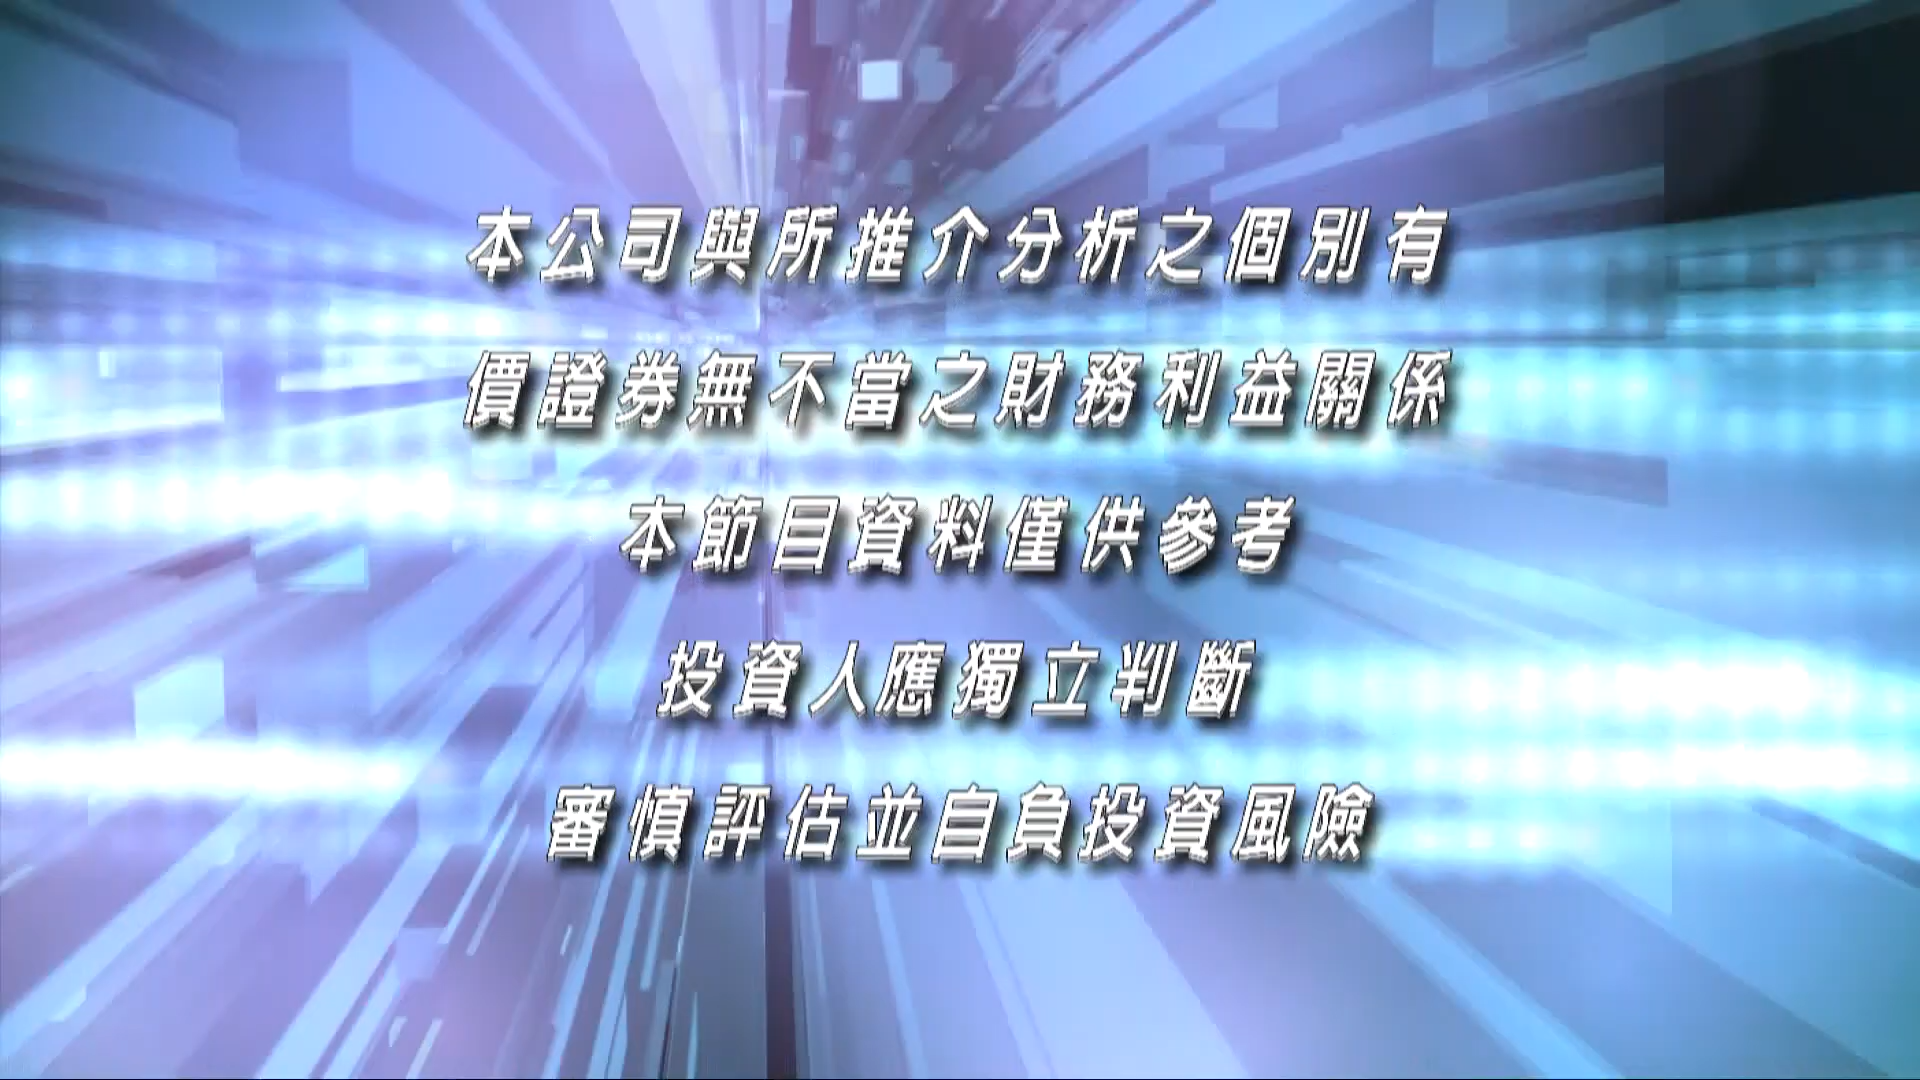 本公司與所推介分析之個別有
價證券無不當之財務利益關係
本節目資料僅供參考
投資人應獨立判斷
審慎評估並自負投資風險